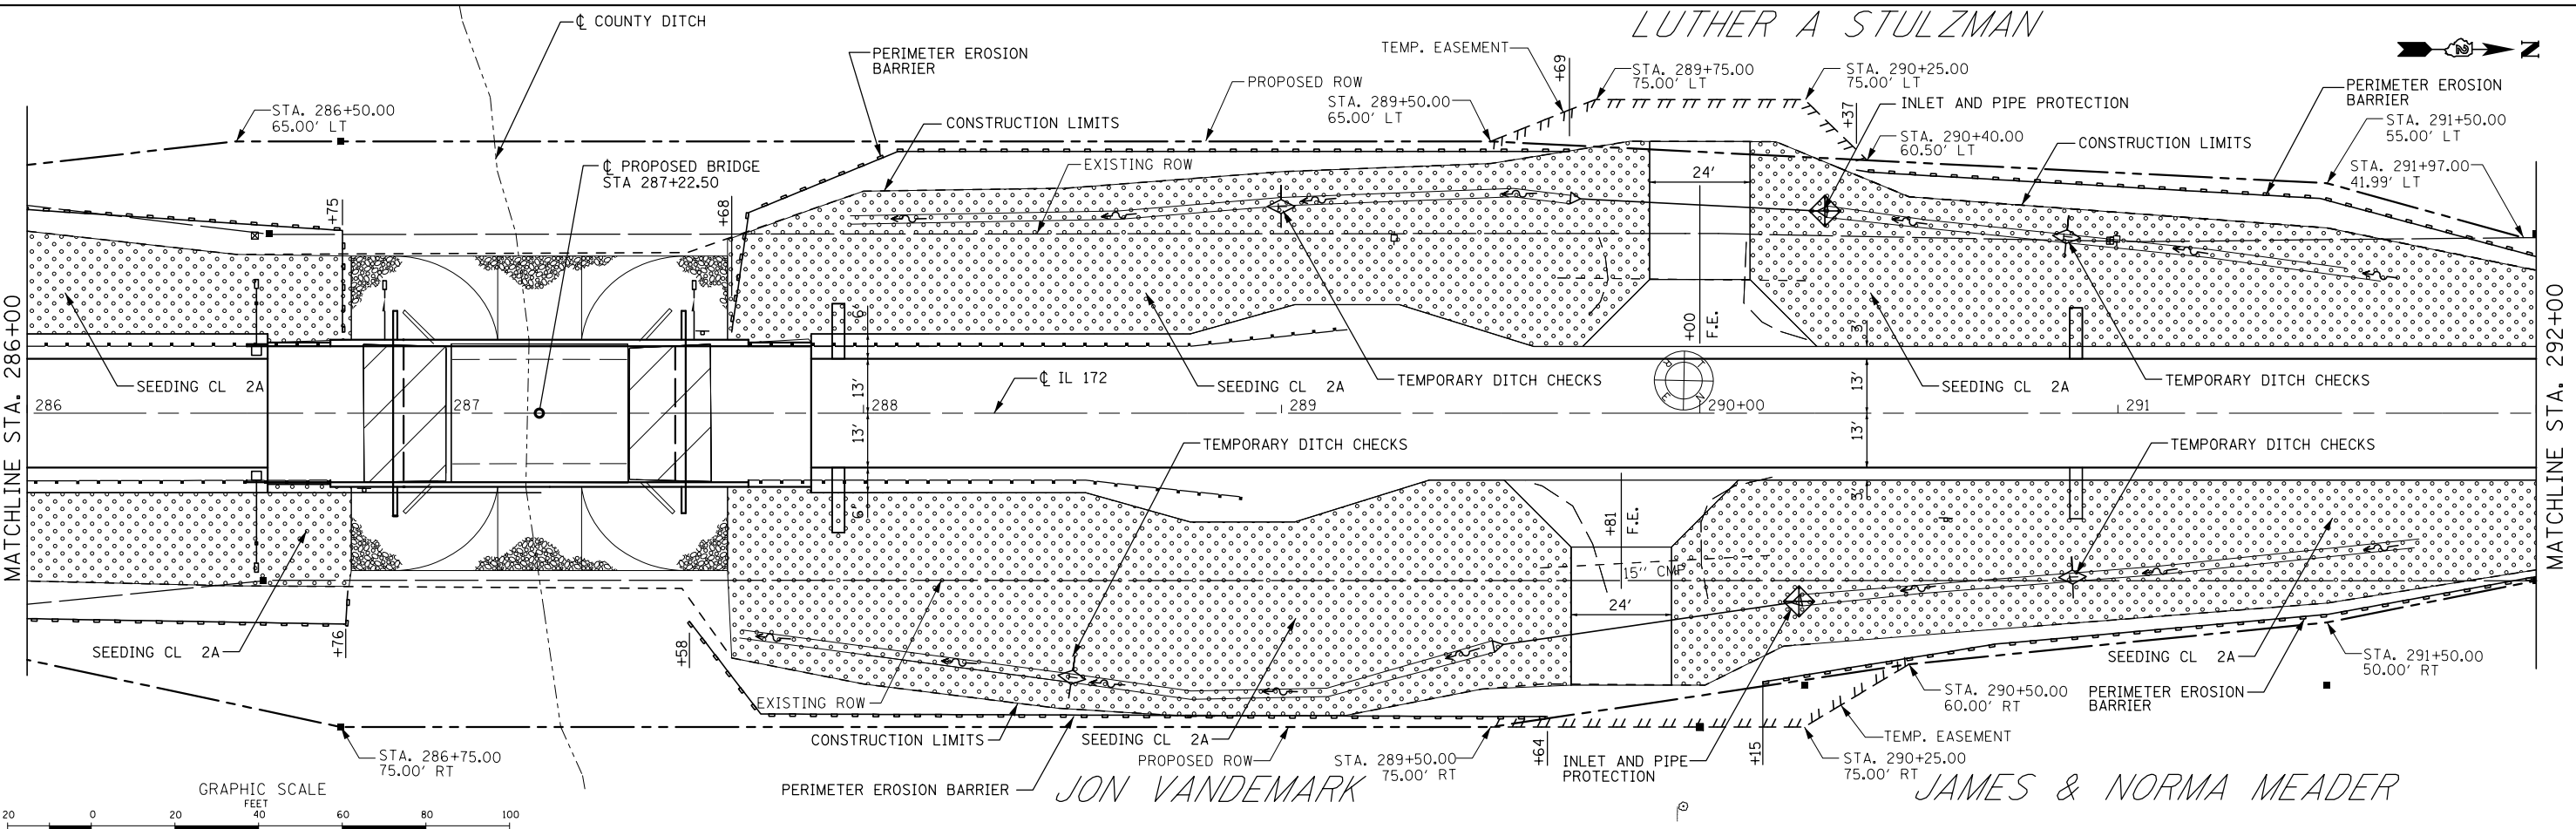 LUTHER A STULZMAN
℄ COUNTY DITCH
PERIMETER EROSION
BARRIER
TEMP. EASEMENT
+69
STA. 289+75.00
75.00' LT
STA. 290+25.00
75.00' LT
N
PROPOSED ROW
STA. 289+50.00
65.00' LT
+37
INLET AND PIPE PROTECTION
PERIMETER EROSION
BARRIER
STA. 286+50.00
65.00' LT
CONSTRUCTION LIMITS
STA. 290+40.00
60.50' LT
CONSTRUCTION LIMITS
STA. 291+50.00
55.00' LT
STA. 291+97.00
41.99' LT
℄ PROPOSED BRIDGE
STA 287+22.50
EXISTING ROW
24'
+75
+68
MATCHLINE STA. 286+00
MATCHLINE STA. 292+00
6'
+00
F.E.
3'
SEEDING CL 2A
℄ IL 172
SEEDING CL 2A
TEMPORARY DITCH CHECKS
SEEDING CL 2A
TEMPORARY DITCH CHECKS
13'
13'
286
287
288
289
290+00
291
13'
13'
TEMPORARY DITCH CHECKS
TEMPORARY DITCH CHECKS
6'
3'
+81
F.E.
15" CMP
24'
SEEDING CL 2A
+76
+58
EXISTING ROW
SEEDING CL 2A
STA. 291+50.00
50.00' RT
STA. 290+50.00
60.00' RT
PERIMETER EROSION
BARRIER
CONSTRUCTION LIMITS
SEEDING CL 2A
PROPOSED ROW
STA. 289+50.00
75.00' RT
+64
INLET AND PIPE
PROTECTION
+15
TEMP. EASEMENT
STA. 290+25.00
75.00' RT
STA. 286+75.00
75.00' RT
PERIMETER EROSION BARRIER
JON VANDEMARK
JAMES & NORMA MEADER
GRAPHIC SCALE
FEET
20 0 20 40 60 80 100